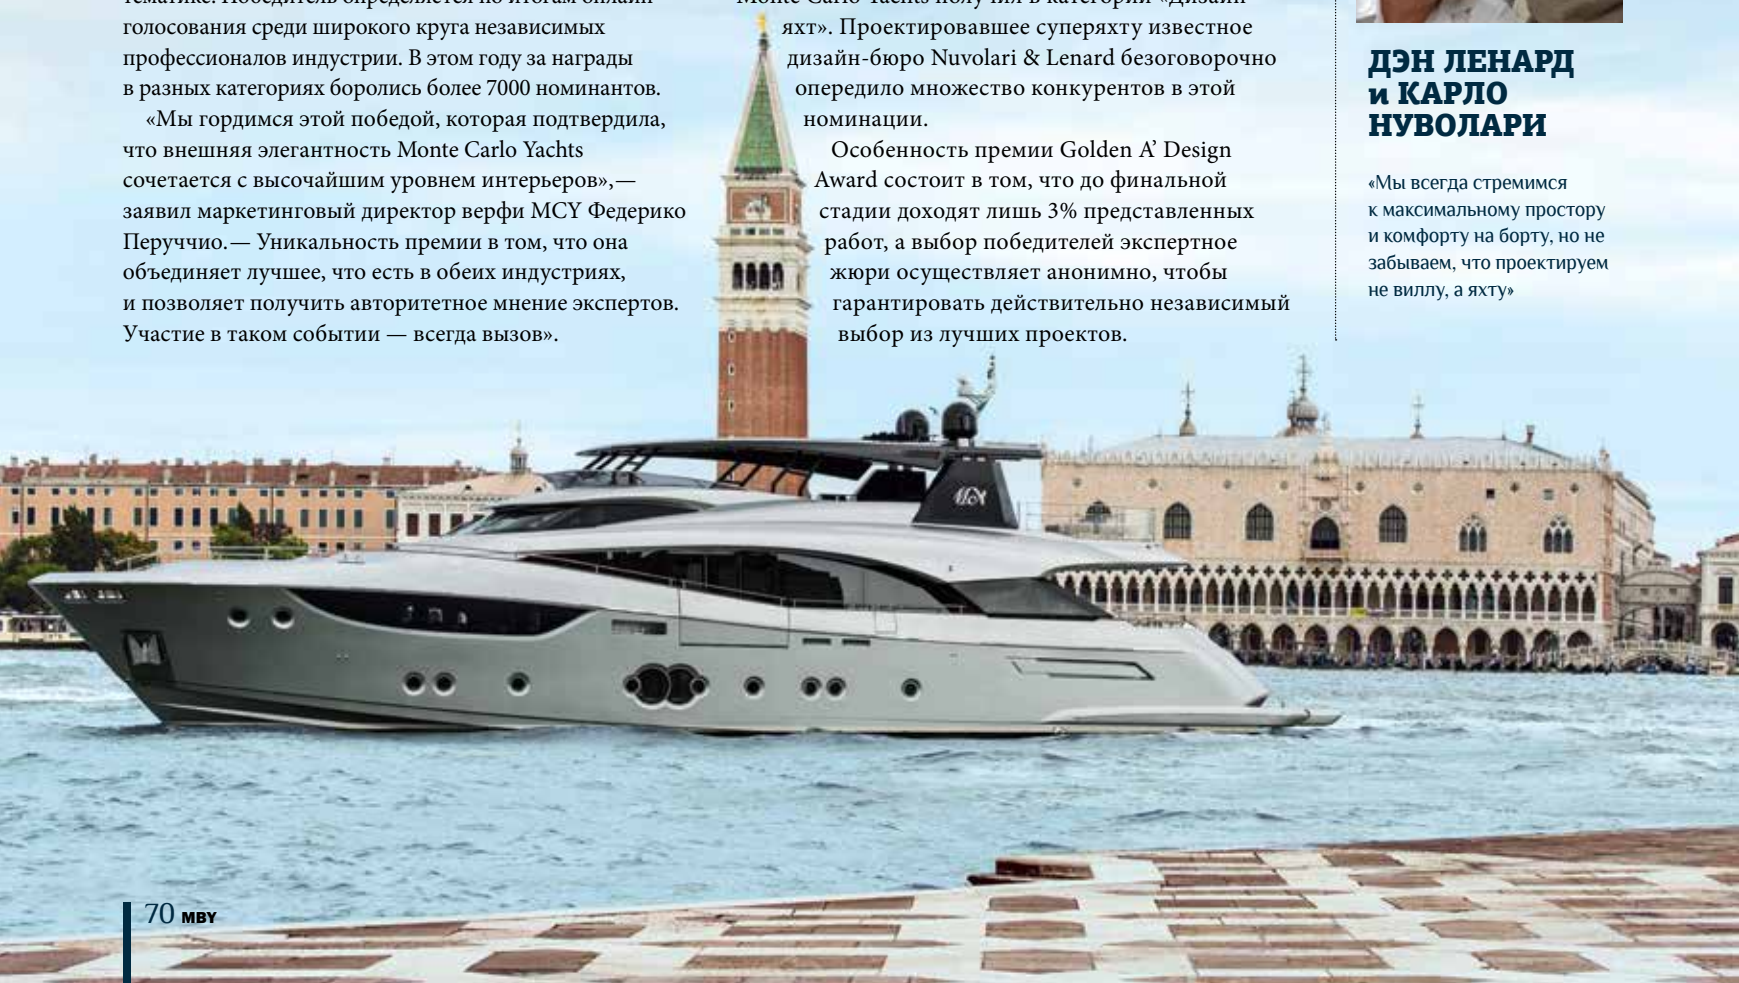 голосования среди широкого круга независимых
профессионалов индустрии. В этом году за награды
в разных категориях боролись более 7000 номинантов.
«Мы гордимся этой победой, которая подтвердила,
что внешняя элегантность Monte Carlo Yachts
сочетается с высочайшим уровнем интерьеров»,—
заявил маркетинговый директор верфи MCY Федерико
Перуччио.— Уникальность премии в том, что она
объединяет лучшее, что есть в обеих индустриях,
и позволяет получить авторитетное мнение экспертов.
Участие в таком событии — всегда вызов».
яхт». Проектировавшее суперяхту известное
дизайн-бюро Nuvolari & Lenard безоговорочно
опередило множество конкурентов в этой
номинации.
Особенность премии Golden A’ Design
Award состоит в том, что до финальной
стадии доходят лишь 3% представленных
работ, а выбор победителей экспертное
жюри осуществляет анонимно, чтобы
гарантировать действительно независимый
выбор из лучших проектов.
ДЭН ЛЕНАРД
и КАРЛО
НУВОЛАРИ
«Мы всегда стремимся
к максимальному простору
и комфорту на борту, но не
забываем, что проектируем
не виллу, а яхту»
MCY
70 MBY